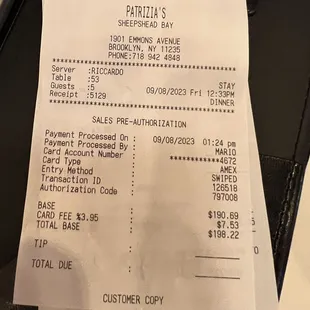 PATRIZIA'S
SHEEPSHEAD BAY
1901 EMMONS AVENUE
BROOKLYN, NY 11235
PHONE:718 942 4848
Server :RICCARDO
Table :53 STAY
Guests :5 09/08/2023 Fri 12:33PM
Receipt :5129 DINNER
SALES PRE-AUTHORIZATION
Payment Processed On : 09/08/2023 01:24 pm
Payment Processed By : MARIO
Card Account Number : ***********4672
Card Type : AMEX
Entry Method : SWIPED
Transaction ID : 126518
Authorization Code : 797008
BASE $190.69
CARD FEE %3.95 $7.53
TOTAL BASE $198.22
TIP
TOTAL DUE
CUSTOMER COPY